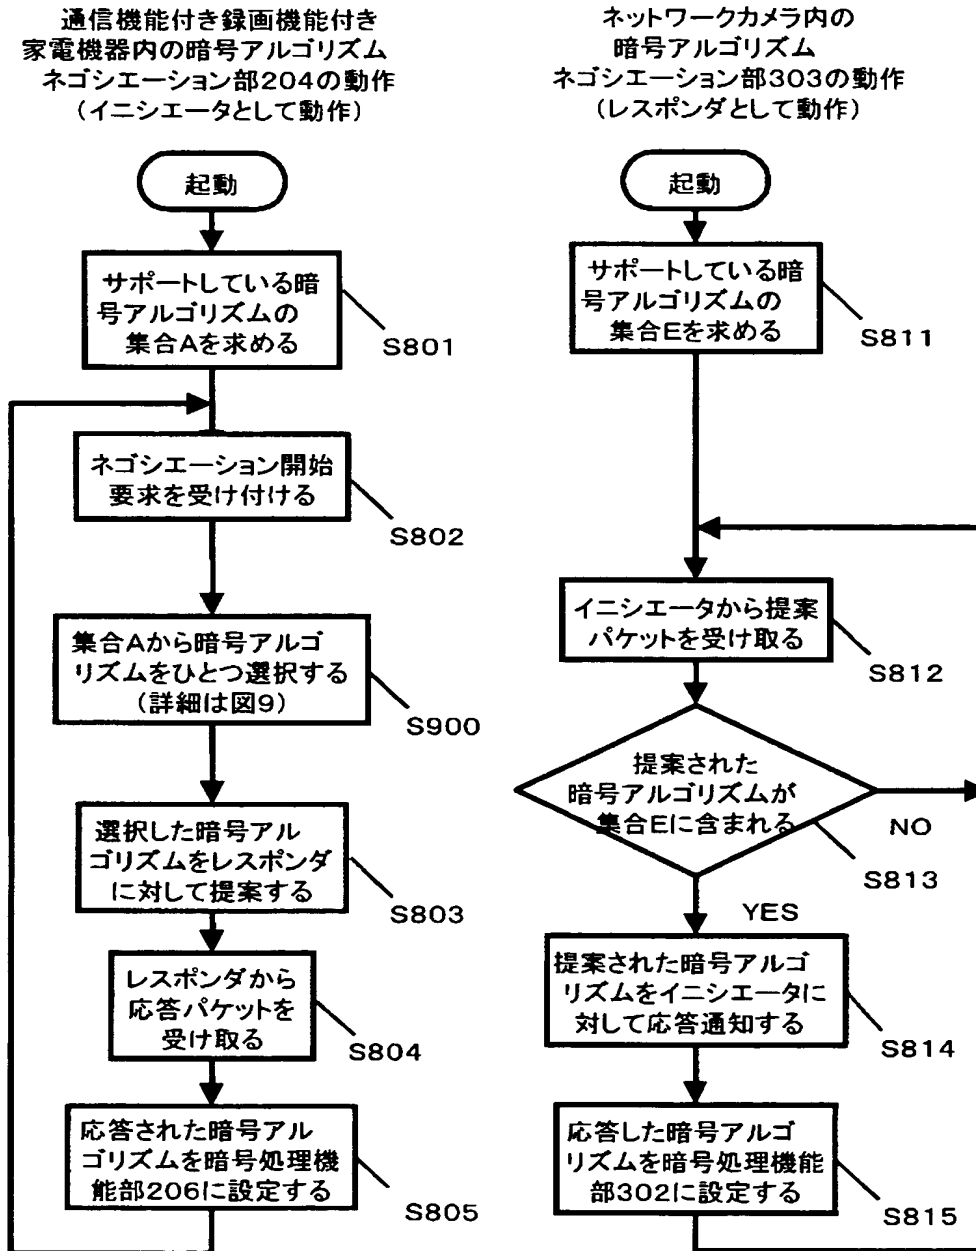 通信機能付き録画機能付き
家電機器内の暗号アルゴリズム
ネゴシエーション部204の動作
(イニシエータとして動作)
起動
サポートしている暗
号アルゴリズムの
集合Aを求める
S801
ネゴシエーション開始
要求を受け付ける
S802
集合Aから暗号アルゴ
リズムをひとつ選択する
(詳細は図9)
S900
選択した暗号アル
ゴリズムをレスポンダ
に対して提案する
S803
レスポンダから
応答パケットを
受け取る
S804
応答された暗号アル
ゴリズムを暗号処理機
能部206に設定する
S805
ネットワークカメラ内の
暗号アルゴリズム
ネゴシエーション部303の動作
(レスポンダとして動作)
起動
サポートしている暗
号アルゴリズムの
集合Eを求める
S811
イニシエータから提案
パケットを受け取る
S812
提案された
暗号アルゴリズムが
集合Eに含まれる
NO
S813
YES
提案された暗号アルゴ
リズムをイニシエータに
対して応答通知する
S814
応答した暗号アルゴ
リズムを暗号処理機能
部302に設定する
S815